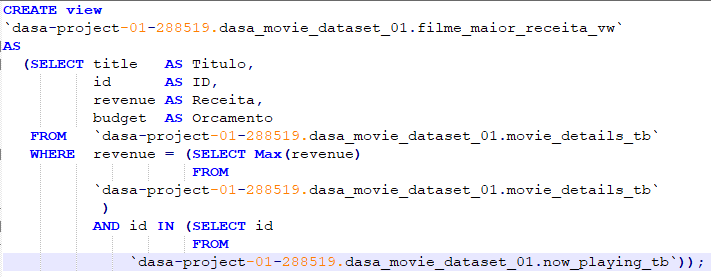 CREATE view
`dasa-project-01-288519.dasa_movie_dataset_01.filme_maior_receita_vw`
AS
(SELECT title AS Titulo,
id AS ID,
revenue AS Receita,
budget AS Orcamento
FROM `dasa-project-01-288519.dasa_movie_dataset_01.movie_details_tb`
WHERE revenue = (SELECT Max(revenue)
FROM
`dasa-project-01-288519.dasa_movie_dataset_01.movie_details_tb`
)
AND id IN (SELECT id
FROM
`dasa-project-01-288519.dasa_movie_dataset_01.now_playing_tb`));